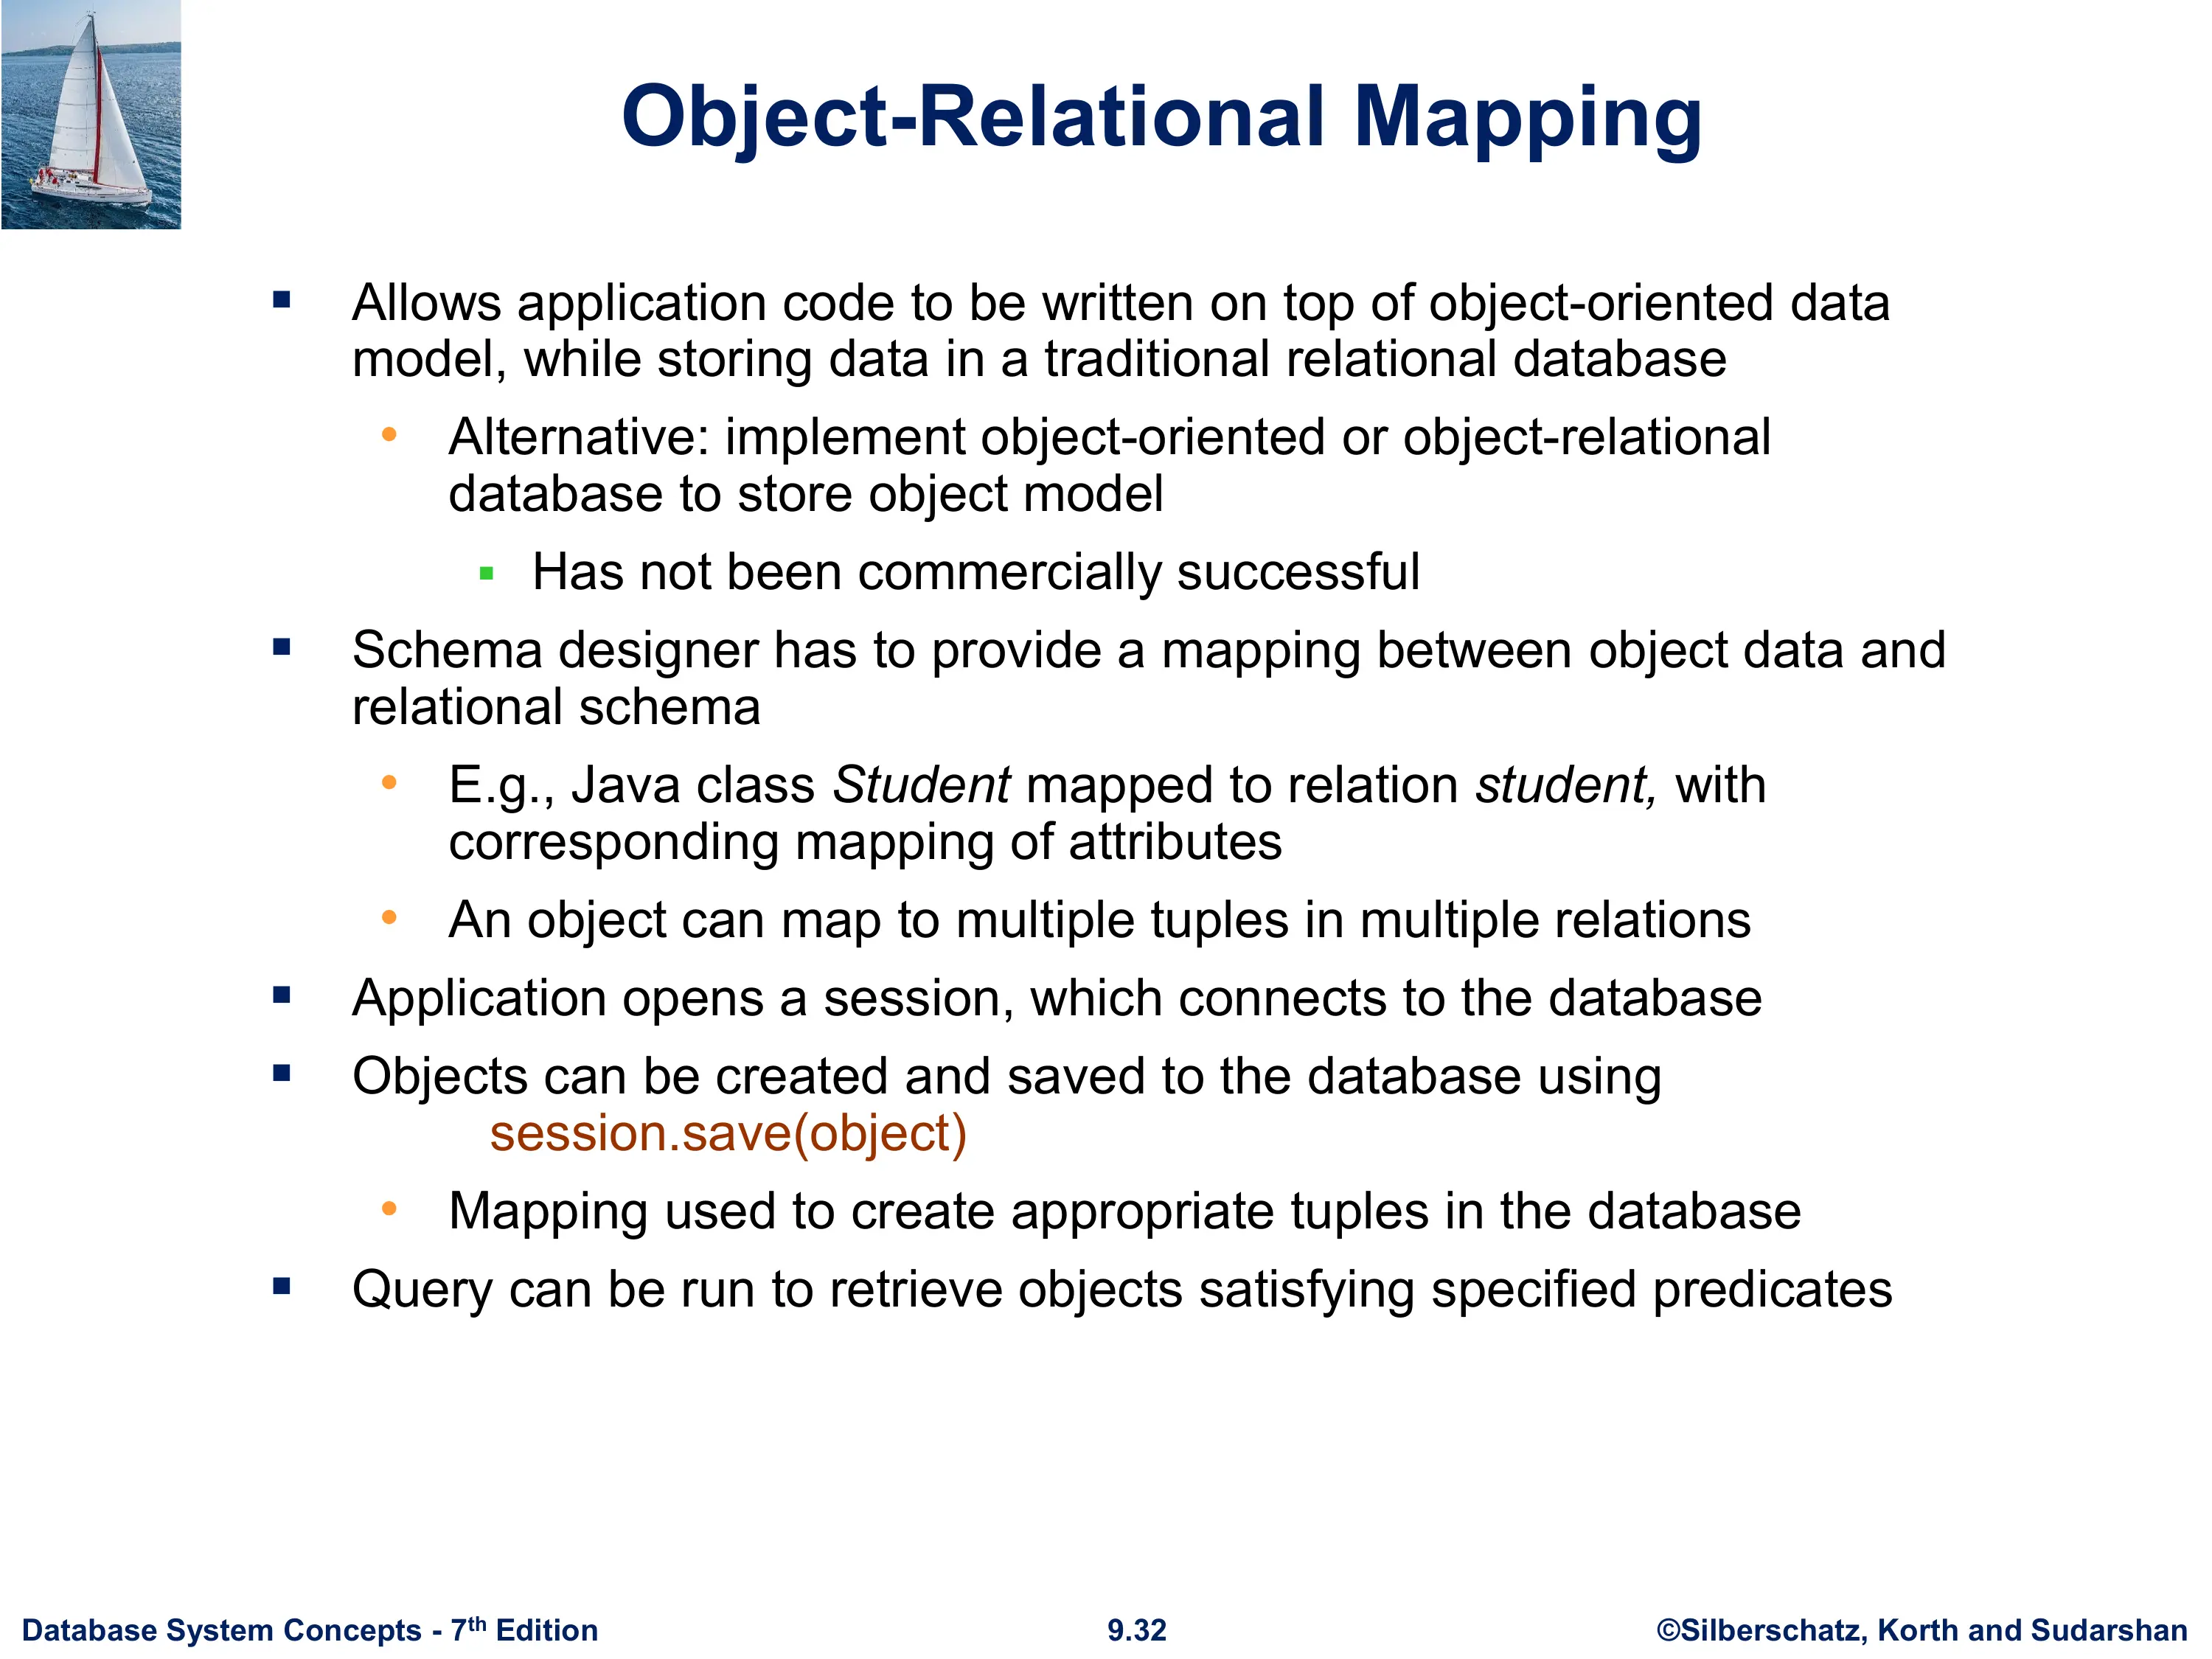 Object-Relational Mapping
▪ Allows application code to be written on top of object-oriented data
model, while storing data in a traditional relational database
• Alternative: implement object-oriented or object-relational
database to store object model
▪ Has not been commercially successful
▪ Schema designer has to provide a mapping between object data and
relational schema
• E.g., Java class Student mapped to relation student, with
corresponding mapping of attributes
• An object can map to multiple tuples in multiple relations
▪ Application opens a session, which connects to the database
▪ Objects can be created and saved to the database using
session.save(object)
• Mapping used to create appropriate tuples in the database
▪ Query can be run to retrieve objects satisfying specified predicates
Database System Concepts - 7th Edition 9.32 ©Silberschatz, Korth and Sudarshan